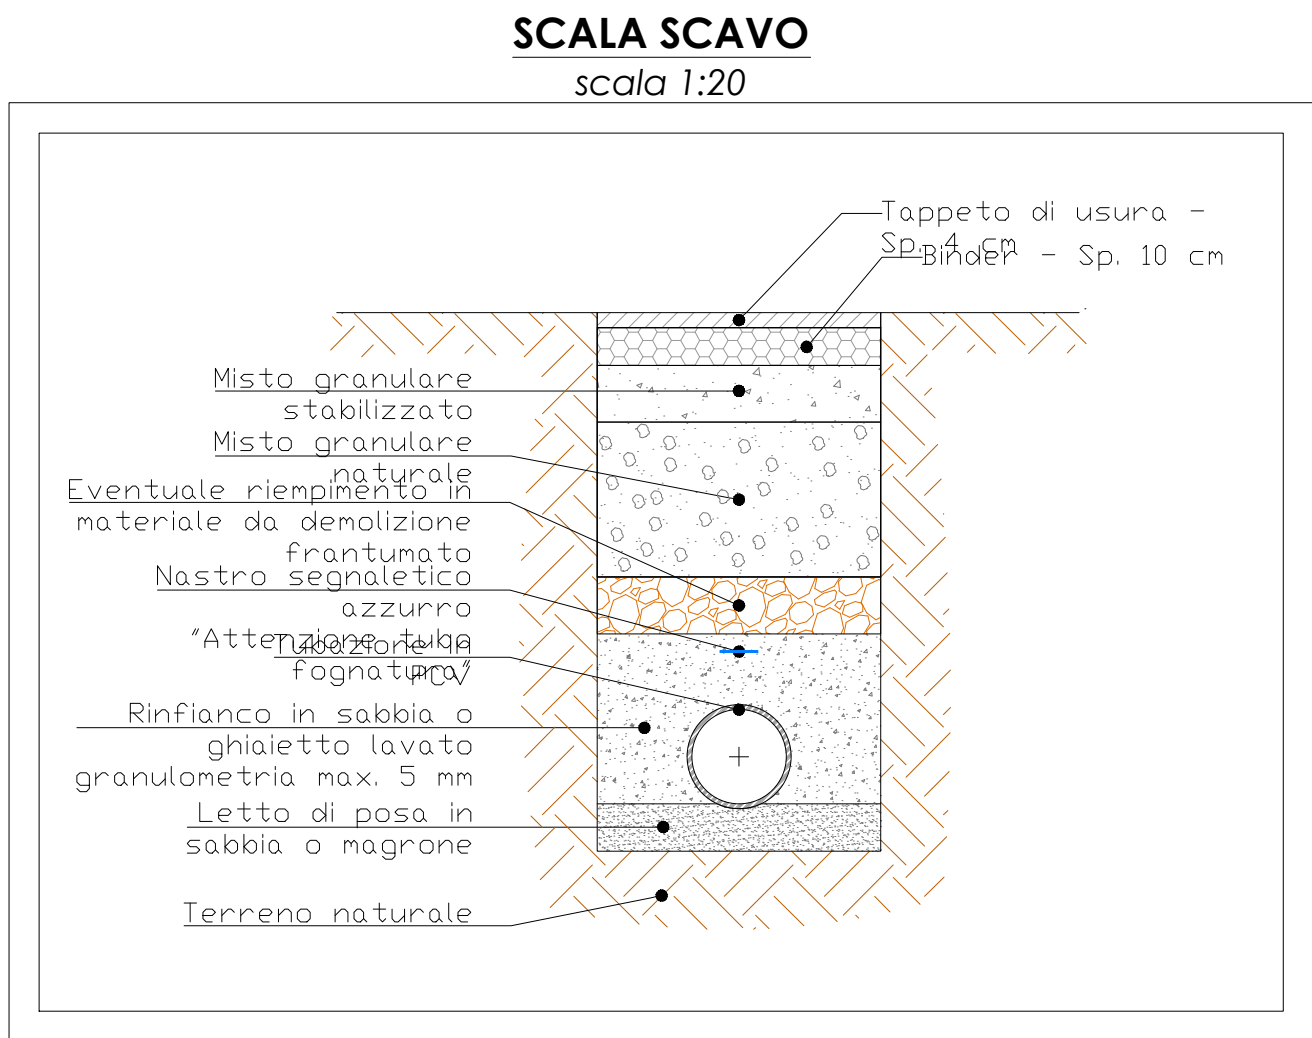 SCALA SCAVO
scala 1:20
Tappeto di usura -
Sp. 4 cm
Binder - Sp. 10 cm
Misto granulare
stabilizzato
Misto granulare
naturale
Eventuale riempimento in
materiale da demolizione
frantumato
Nastro segnaletico
azzurro
"Attenzione tubo
fognatura"
Tubazione in
PCV
Rinfianco in sabbia o
ghiaietto lavato
granulometria max. 5 mm
Letto di posa in
sabbia o magrone
Terreno naturale